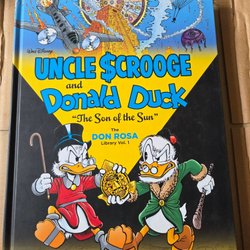 Walt Disney
UNCLE $CROOGE
and
Donald Duck
"The Son of the Sun"
The
DON ROSA
Library Vol. 1